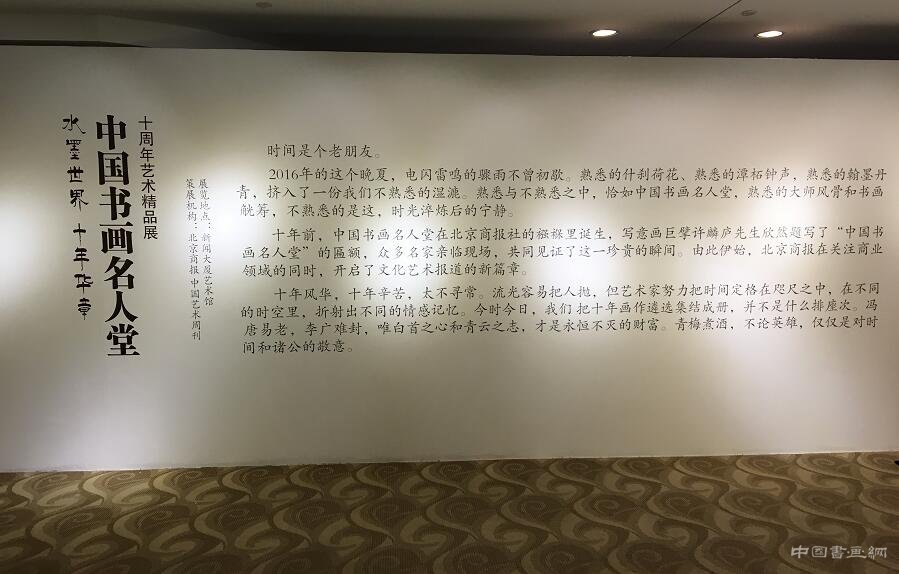 水墨世界 十年华章
中国书画名人堂
十周年艺术精品展
展览地点：新闻大厦艺术馆
策展机构：北京商报 中国艺术周刊
时间是个老朋友。
2016年的这个晚夏，电闪雷鸣的骤雨不曾初歇。熟悉的什刹荷花、熟悉的潭柘钟声，熟悉的翰墨丹
青，挤入了一份我们不熟悉的湿漉。熟悉与不熟悉之中，恰如中国书画名人堂，熟悉的大师风骨和书画
觥筹，不熟悉的是这，时光淬炼后的宁静。
十年前，中国书画名人堂在北京商报社的襁褓里诞生，写意画巨擘许麟庐先生欣然题写了“中国书
画名人堂”的匾额，众多名家亲临现场，共同见证了这一珍贵的瞬间。由此伊始，北京商报在关注商业
领域的同时，开启了文化艺术报道的新篇章。
十年风华，十年辛苦，太不寻常。流光容易把人抛，但艺术家努力把时间定格在咫尺之中，在不同
的时空里，折射出不同的情感记忆。今时今日，我们把十年画作遴选集结成册，并不是什么排座次。冯
唐易老，李广难封，唯白首之心和青云之志，才是永恒不灭的财富。青梅煮酒，不论英雄，仅仅是对时
间和诸公的敬意。
中国書画網